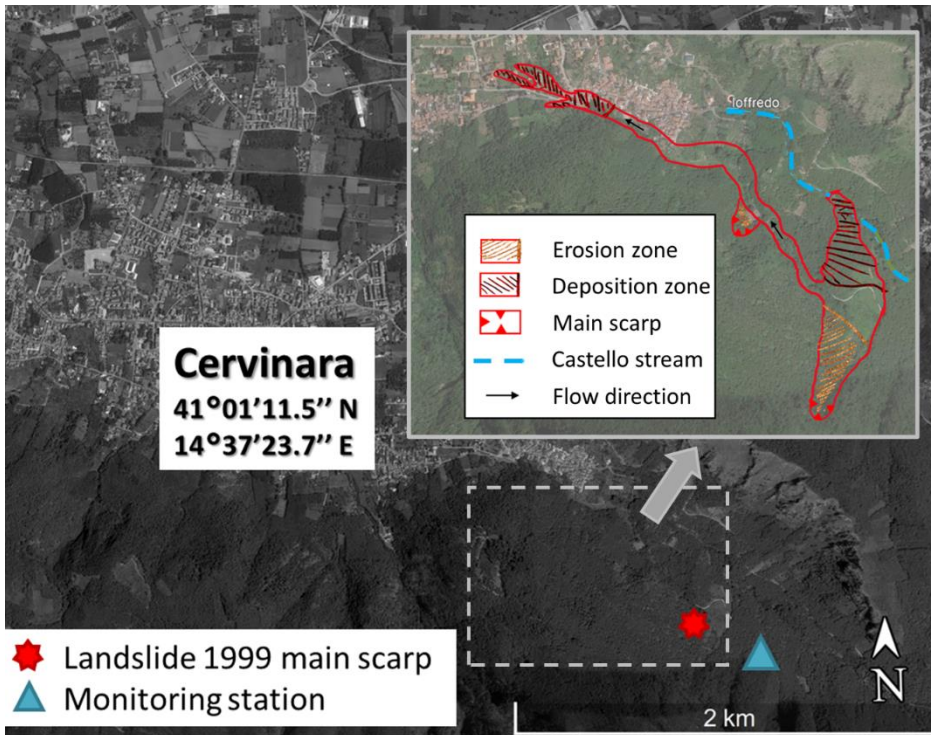 Ioffredo
Erosion zone
Deposition zone
Main scarp
Castello stream
Flow direction
Cervinara
41°01'11.5’’ N
14°37'23.7’’ E
Landslide 1999 main scarp
Monitoring station
N
2 km